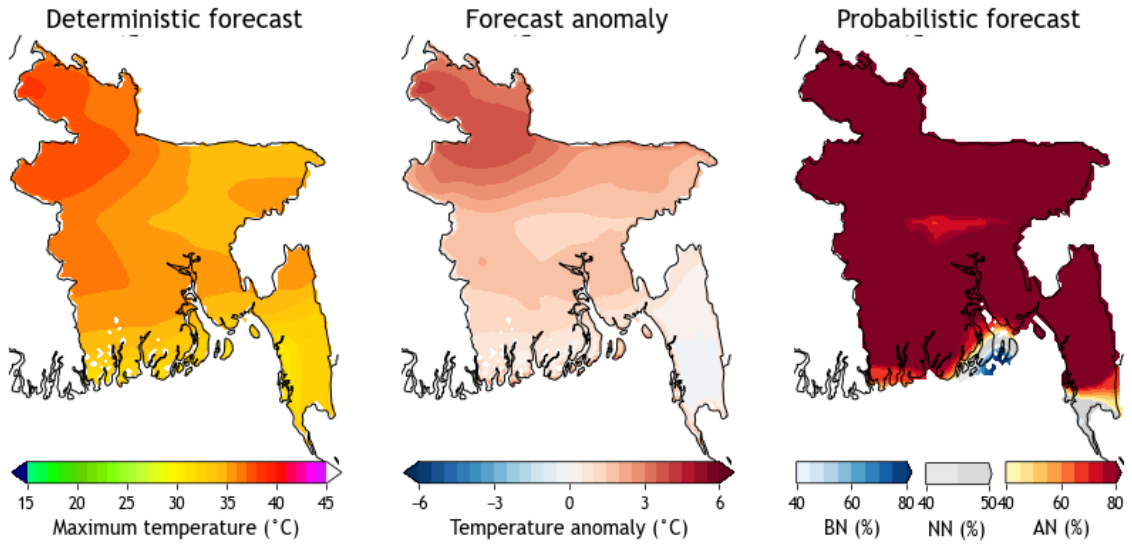 Deterministic forecast
Forecast anomaly
Probabilistic forecast
15 20 25 30 35 40 45
Maximum temperature (˚C)
−6 −3 0 3 6
Temperature anomaly (˚C)
40 60 80
BN (%)
40 50
NN (%)
40 60 80
AN (%)